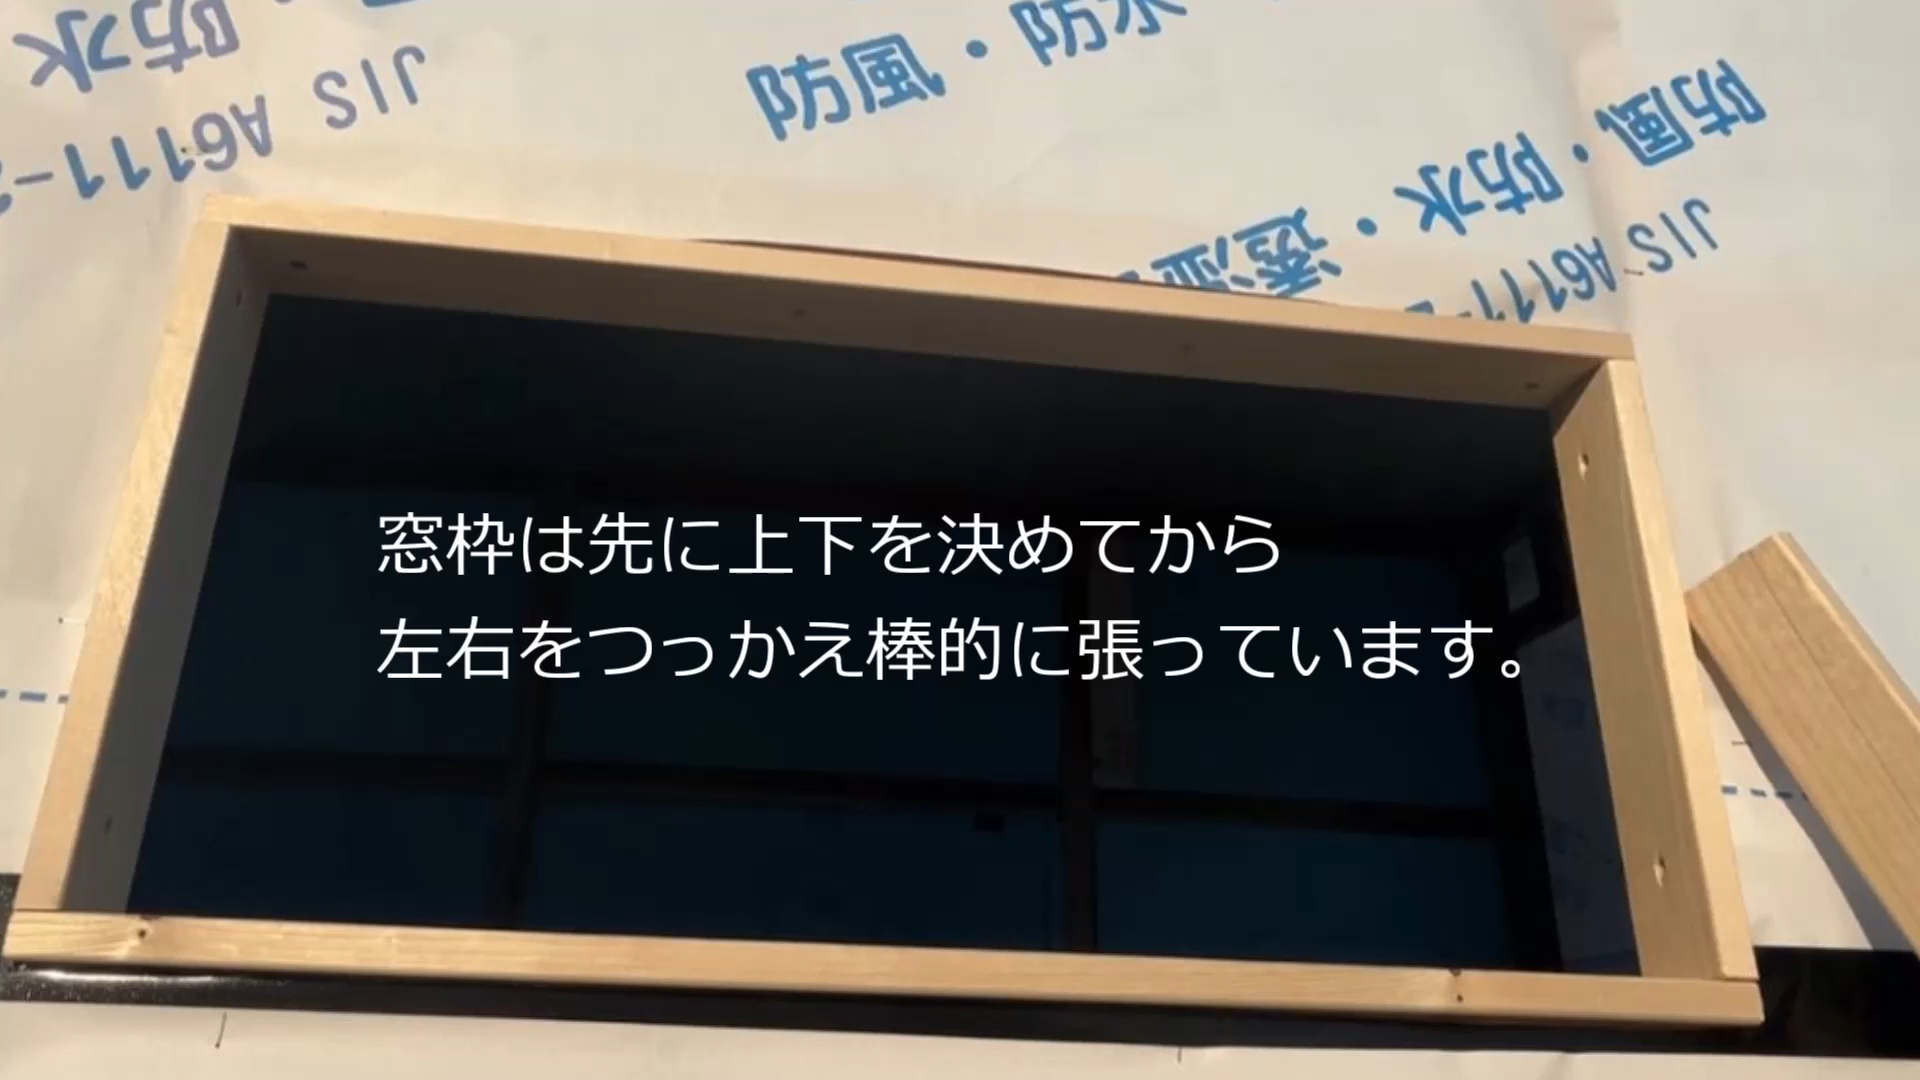 防水
JIS A6111-
防風・防水
防風・防水・透湿
JIS A6111-
窓枠は先に上下を決めてから
左右をつっかえ棒的に張っています。